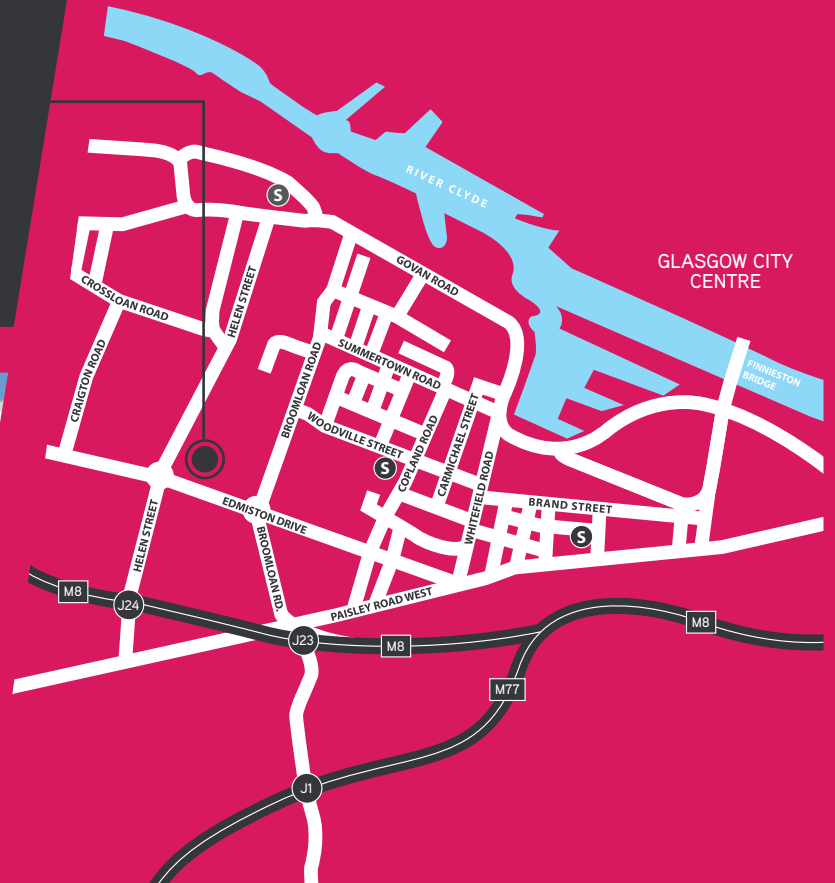 RIVER CLYDE
S
GOVAN ROAD
GLASGOW CITY
CENTRE
CROSSLOAN ROAD
HELEN STREET
FINNIESTON
BRIDGE
CRAIGTON ROAD
BROOMLOAN ROAD
SUMMERTOWN ROAD
WOODVILLE STREET
S
COPLAND ROAD
CARMICHAEL STREET
WHITEFIELD ROAD
BRAND STREET
S
EDMISTON DRIVE
HELEN STREET
BROOMLOAN RD.
PAISLEY ROAD WEST
M8
J24
J23
M8
M8
M77
J1